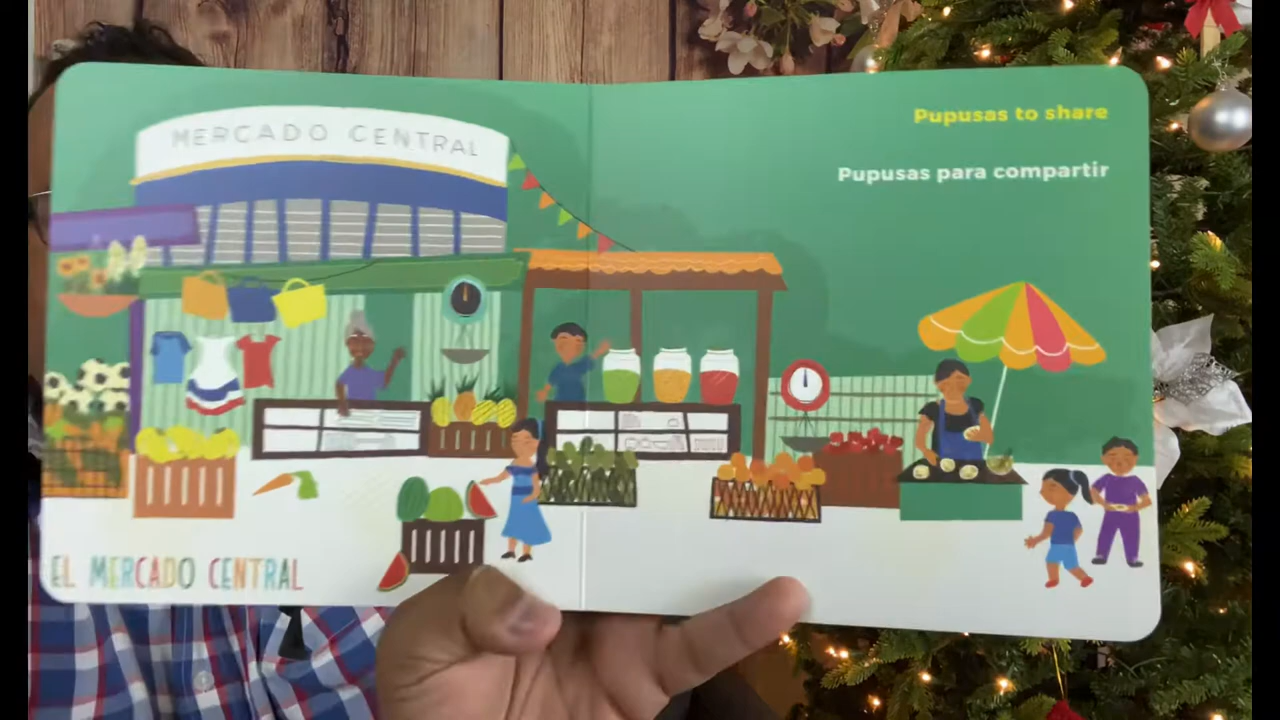 MERCADO CENTRAL
Pupusas to share
Pupusas para compartir
EL MERCADO CENTRAL